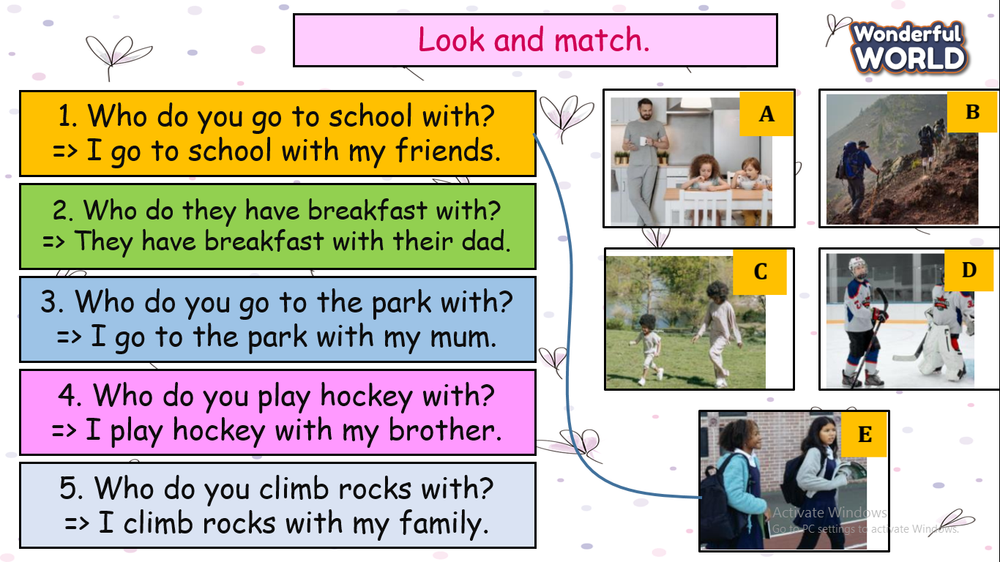 Look and match.
Wonderful
WORLD
1. Who do you go to school with?
=> I go to school with my friends.
2. Who do they have breakfast with?
=> They have breakfast with their dad.
3. Who do you go to the park with?
=> I go to the park with my mum.
4. Who do you play hockey with?
=> I play hockey with my brother.
5. Who do you climb rocks with?
=> I climb rocks with my family.
A
B
C
D
E
Activate Windows
Go to PC settings to activate Windows.